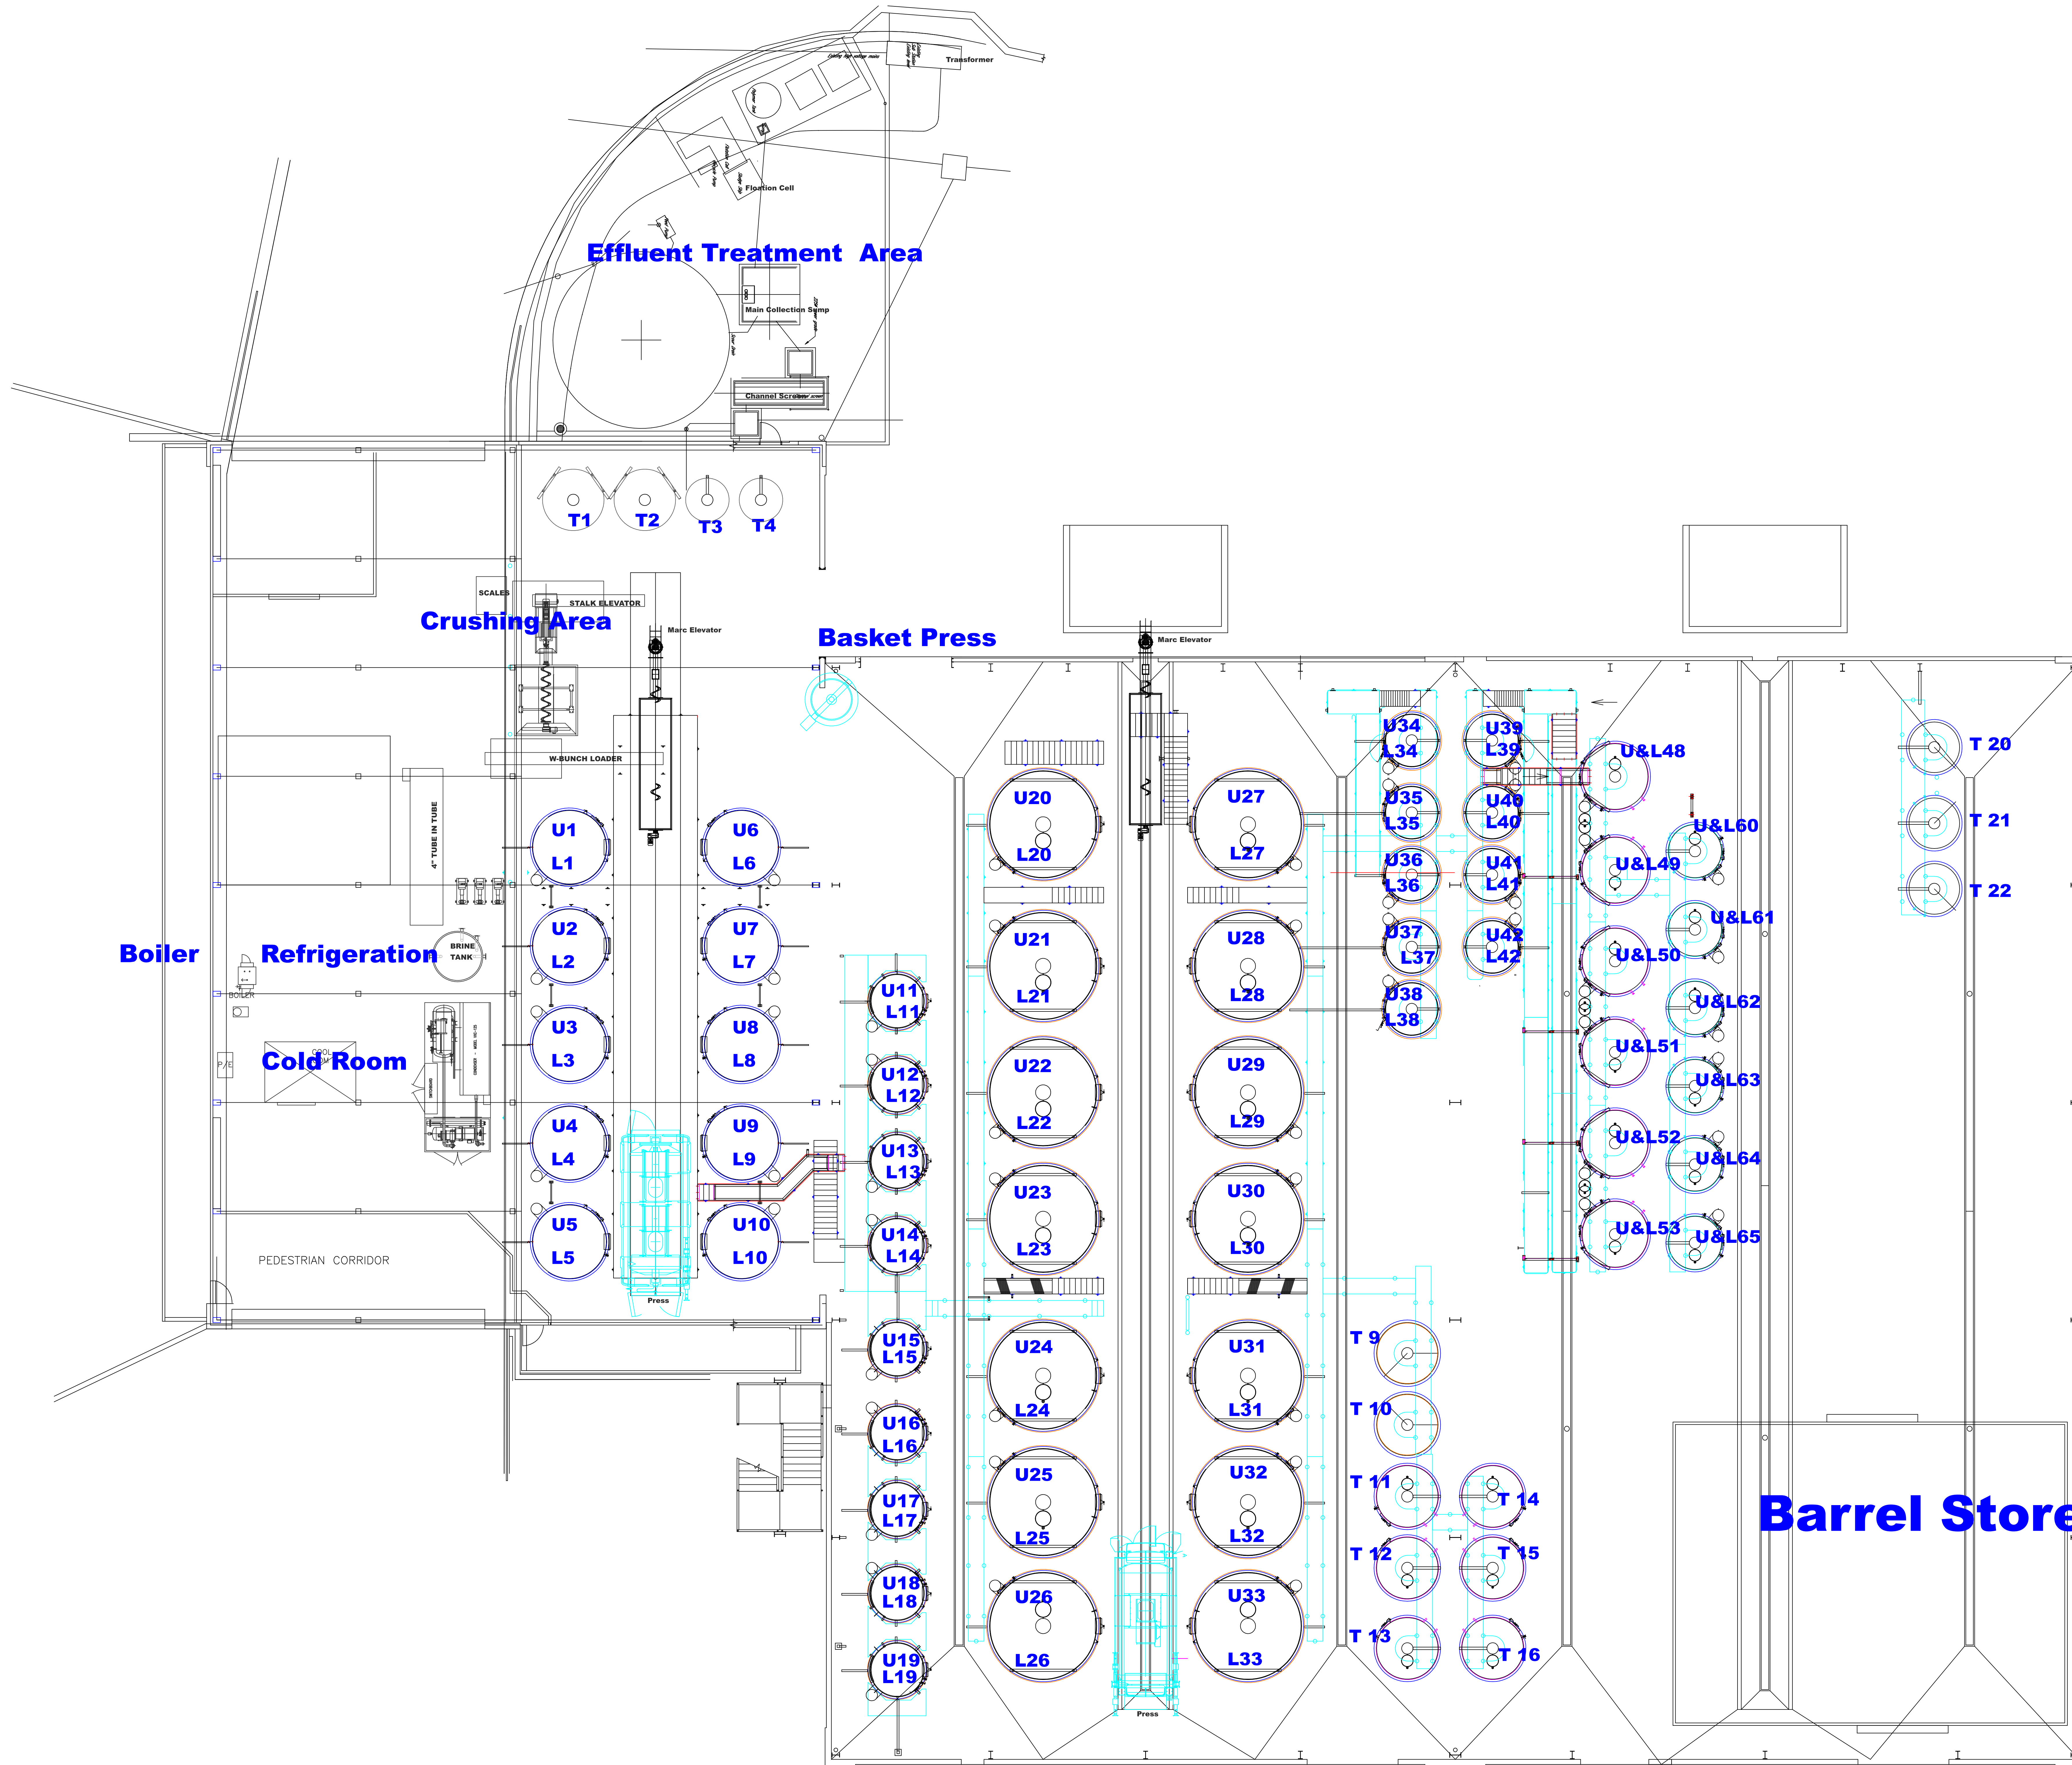 Transformer
Floation Cell
Effluent Treatment  Area
Main Collection Sump
Channel Screen
T1
T2
T3
T4
SCALES
STALK ELEVATOR
Crushing Area
Marc Elevator
Basket Press
Marc Elevator
W-BUNCH LOADER
4" TUBE IN TUBE
Boiler
Refrigeration
BRINE
TANK
BOILER
Cold Room
P/E
PEDESTRIAN CORRIDOR
Press
U1
L1
U2
L2
U3
L3
U4
L4
U5
L5
U6
L6
U7
L7
U8
L8
U9
L9
U10
L10
U11
L11
U12
L12
U13
L13
U14
L14
U15
L15
U16
L16
U17
L17
U18
L18
U19
L19
U20
L20
U21
L21
U22
L22
U23
L23
U24
L24
U25
L25
U26
L26
U27
L27
U28
L28
U29
L29
U30
L30
U31
L31
U32
L32
U33
L33
Press
U34
L34
U35
L35
U36
L36
U37
L37
U38
L38
U39
L39
U40
L40
U41
L41
U42
L42
T 9
T 10
T 11
T 12
T 13
T 14
T 15
T 16
U&L48
U&L49
U&L50
U&L51
U&L52
U&L53
U&L60
U&L61
U&L62
U&L63
U&L64
U&L65
T 20
T 21
T 22
Barrel Store